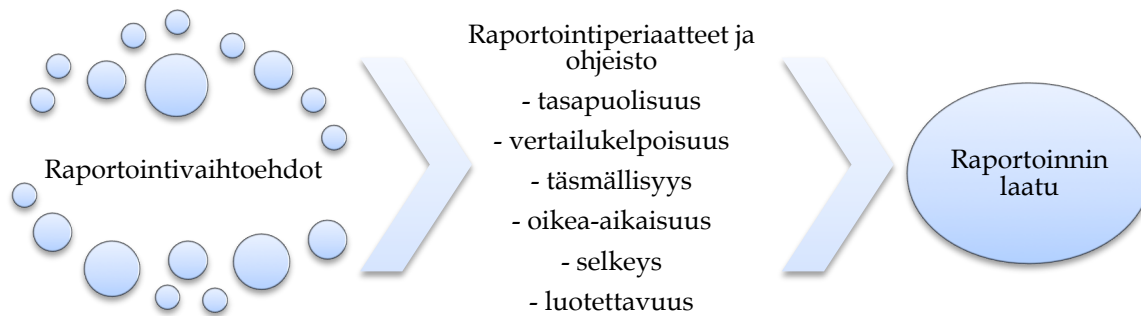 Raportointivaihtoehdot
Raportointiperiaatteet ja
ohjeisto
- tasapuolisuus
- vertailukelpoisuus
- täsmällisyys
- oikea-aikaisuus
- selkeys
- luotettavuus
Raportoinnin
laatu